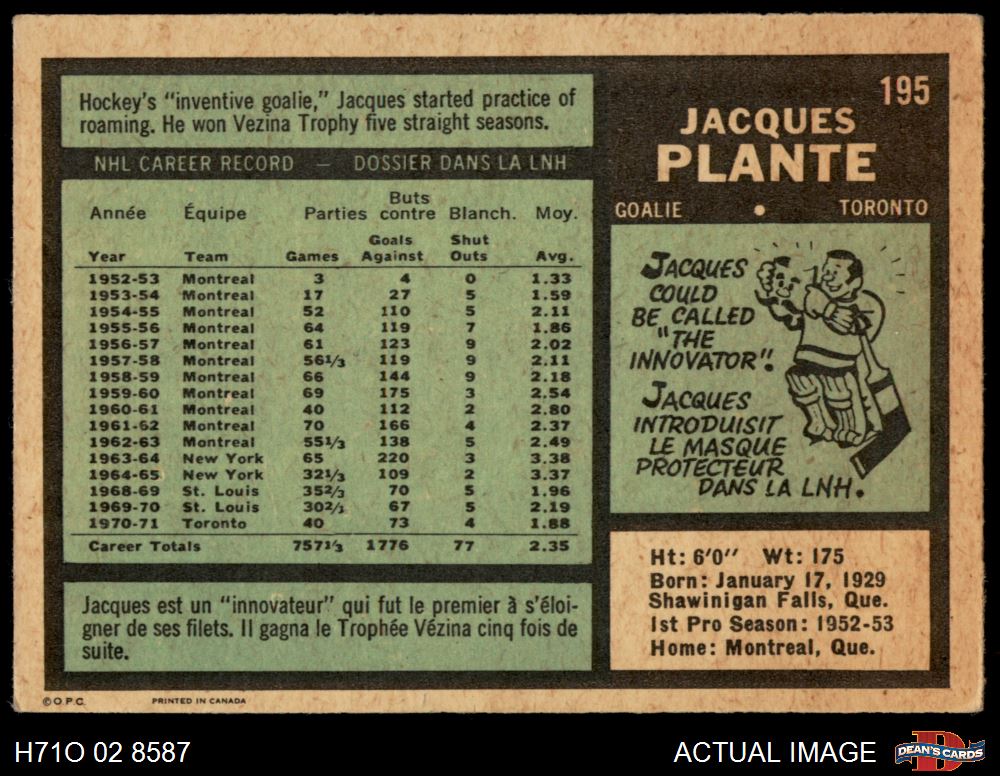 Hockey's "inventive goalie," Jacques started practice of
roaming. He won Vezina Trophy five straight seasons.
NHL CAREER RECORD — DOSSIER DANS LA LNH
Année Équipe Parties Buts contre Blanch. Moy.
Year Team Games Goals Against Shut Outs Avg.
1952-53 Montreal 3 4 0 1.33
1953-54 Montreal 17 27 5 1.59
1954-55 Montreal 52 110 5 2.11
1955-56 Montreal 64 119 7 1.86
1956-57 Montreal 61 123 9 2.02
1957-58 Montreal 56 1/3 119 9 2.11
1958-59 Montreal 66 144 9 2.18
1959-60 Montreal 69 175 3 2.54
1960-61 Montreal 40 112 2 2.80
1961-62 Montreal 70 166 4 2.37
1962-63 Montreal 55 1/3 138 5 2.49
1963-64 New York 65 220 3 3.38
1964-65 New York 32 1/3 109 2 3.37
1968-69 St. Louis 35 2/3 70 5 1.96
1969-70 St. Louis 30 2/3 67 5 2.19
1970-71 Toronto 40 73 4 1.88
Career Totals 757 1/3 1776 77 2.35
Jacques est un "innovateur" qui fut le premier à s'éloi-
gner de ses filets. Il gagna le Trophée Vézina cinq fois de
suite.
195
JACQUES
PLANTE
GOALIE • TORONTO
JACQUES
COULD
BE CALLED
"THE
INNOVATOR"!
JACQUES
INTRODUISIT
LE MASQUE
PROTECTEUR
DANS LA LNH.
Ht: 6'0" Wt: 175
Born: January 17, 1929
Shawinigan Falls, Que.
1st Pro Season: 1952-53
Home: Montreal, Que.
© O.P.C. PRINTED IN CANADA
H71O 02 8587 ACTUAL IMAGE DEAN'S CARDS